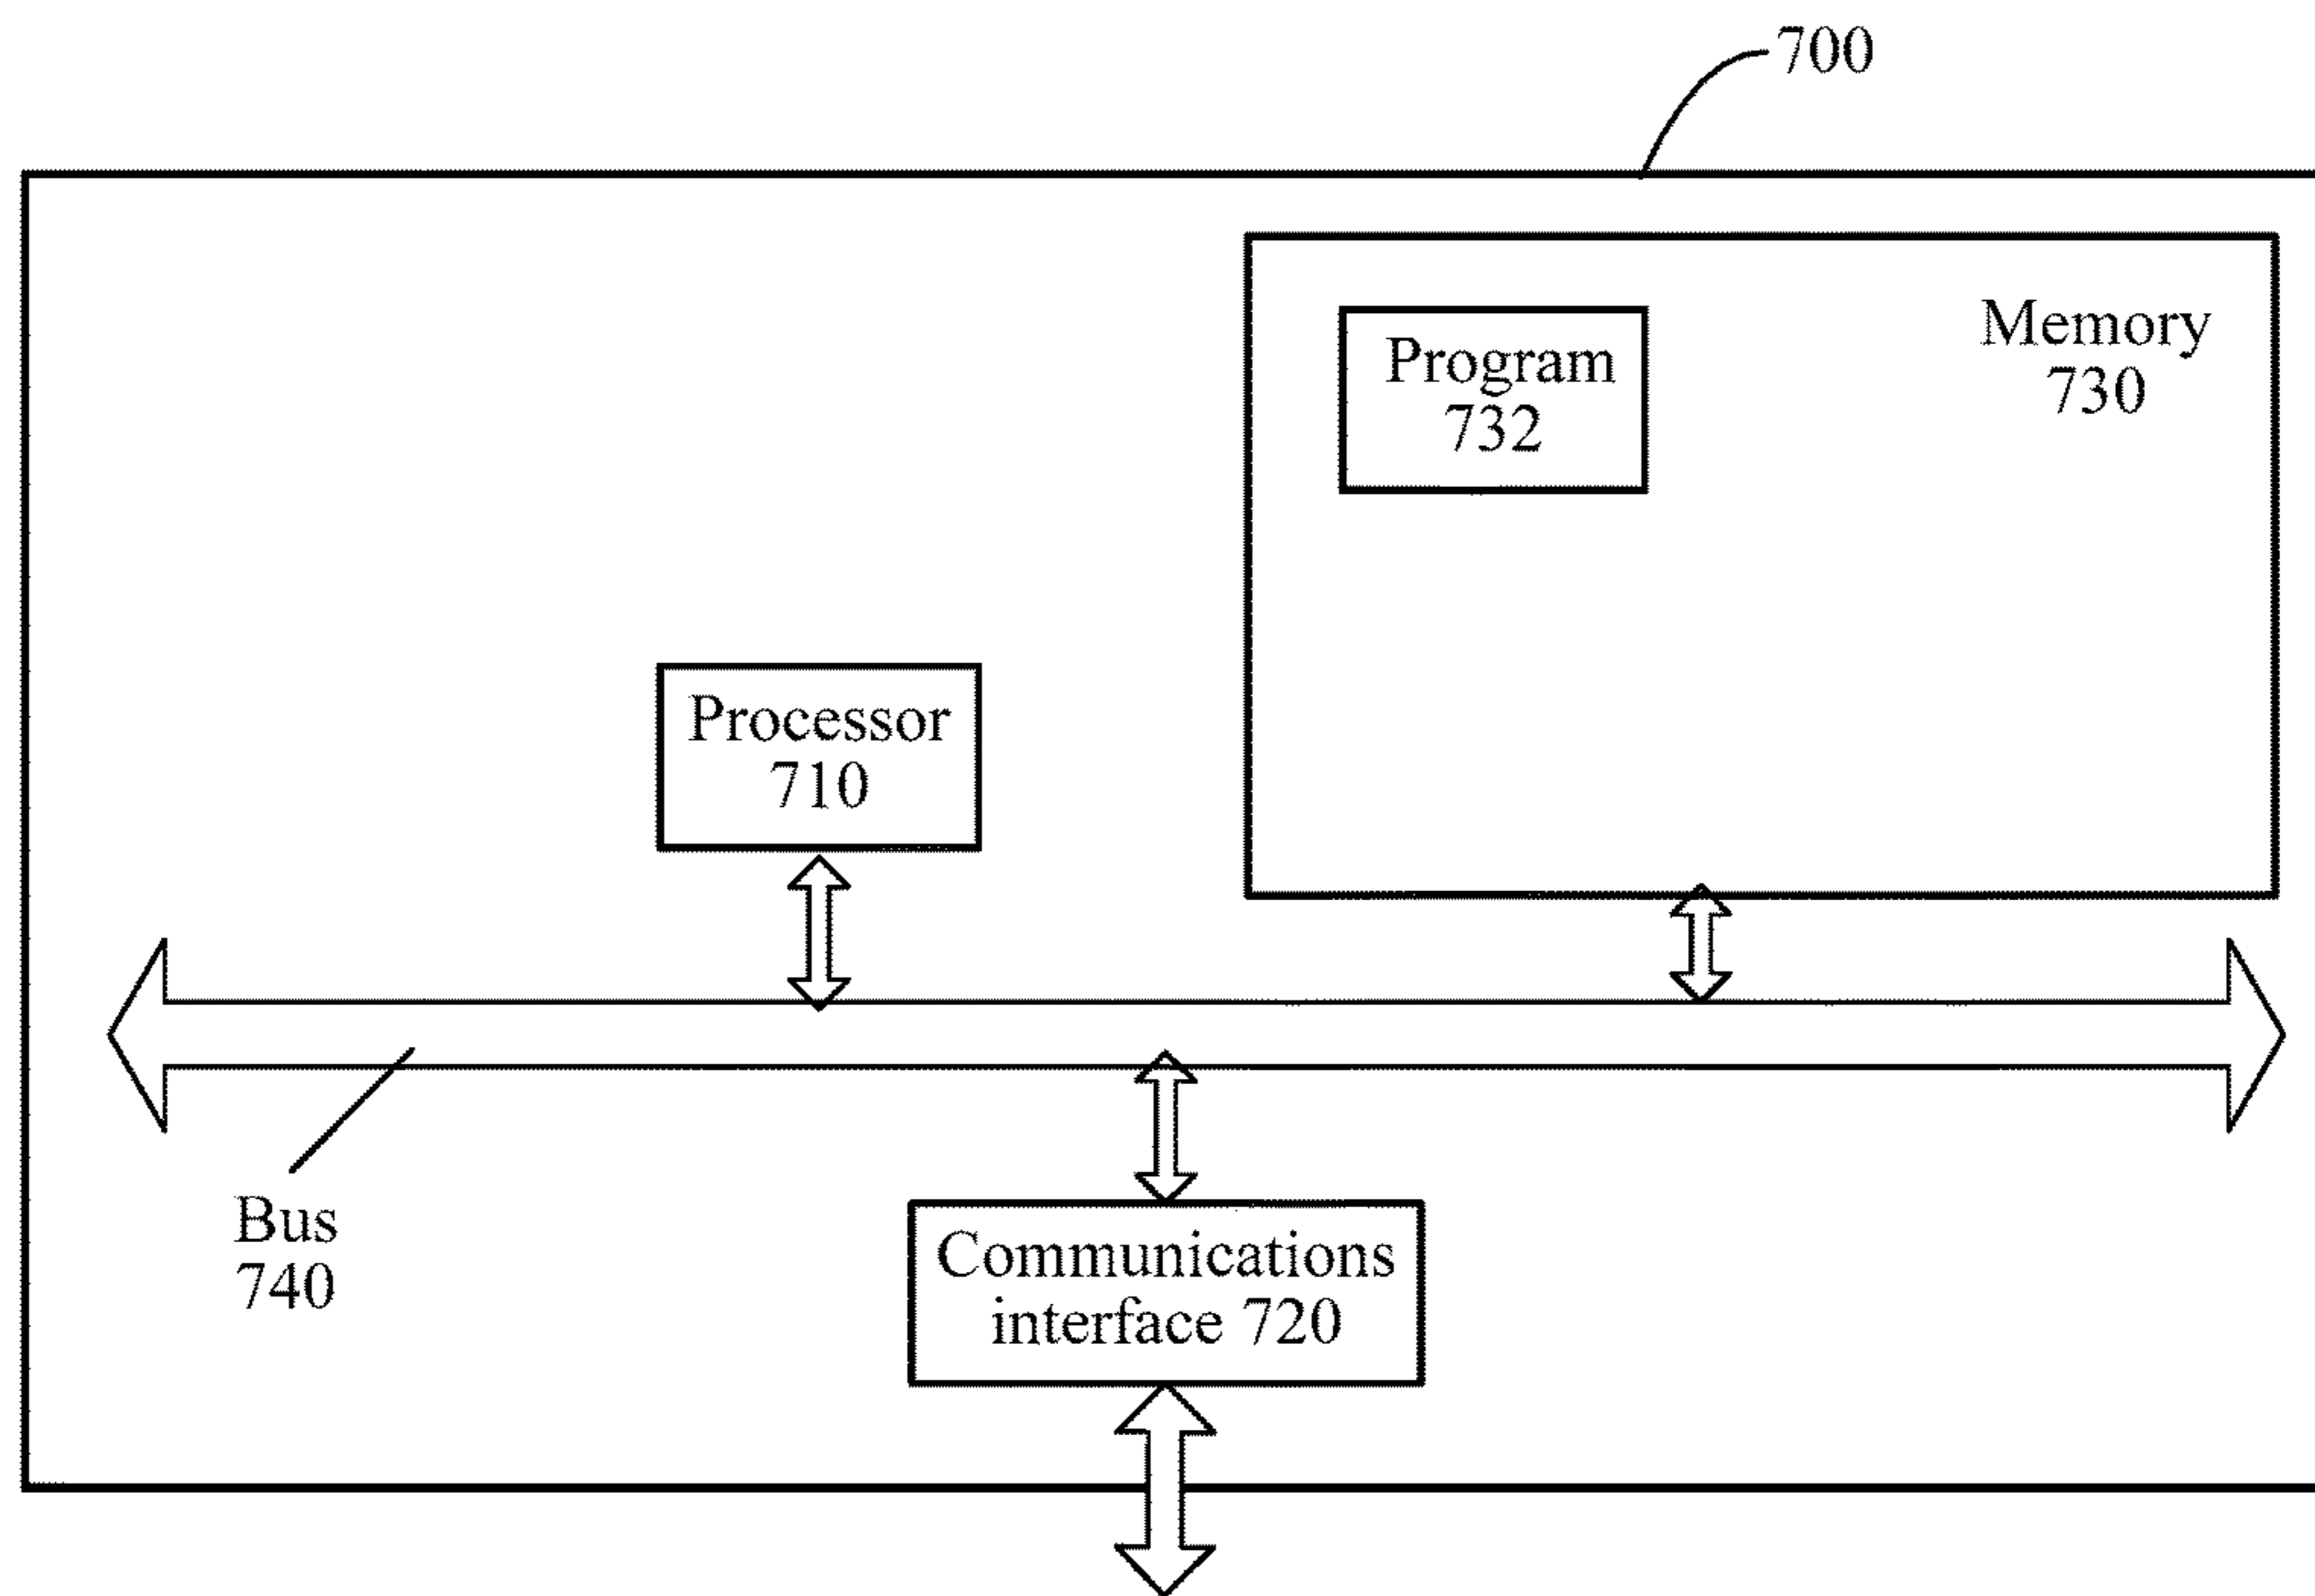 700
Memory
730
Program
732
Processor
710
Bus
740
Communications
interface 720